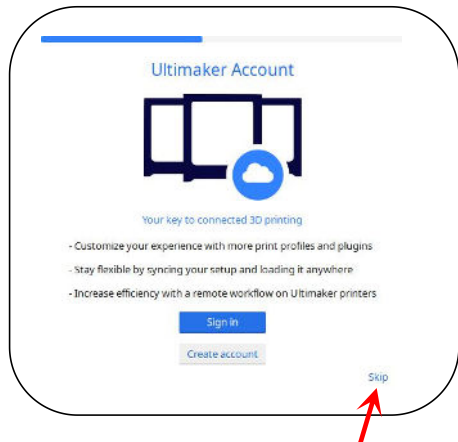 Ultimaker Account
Your key to connected 3D printing
- Customize your experience with more print profiles and plugins
- Stay flexible by syncing your setup and loading it anywhere
- Increase efficiency with a remote workflow on Ultimaker printers
Sign in
Create account
Skip